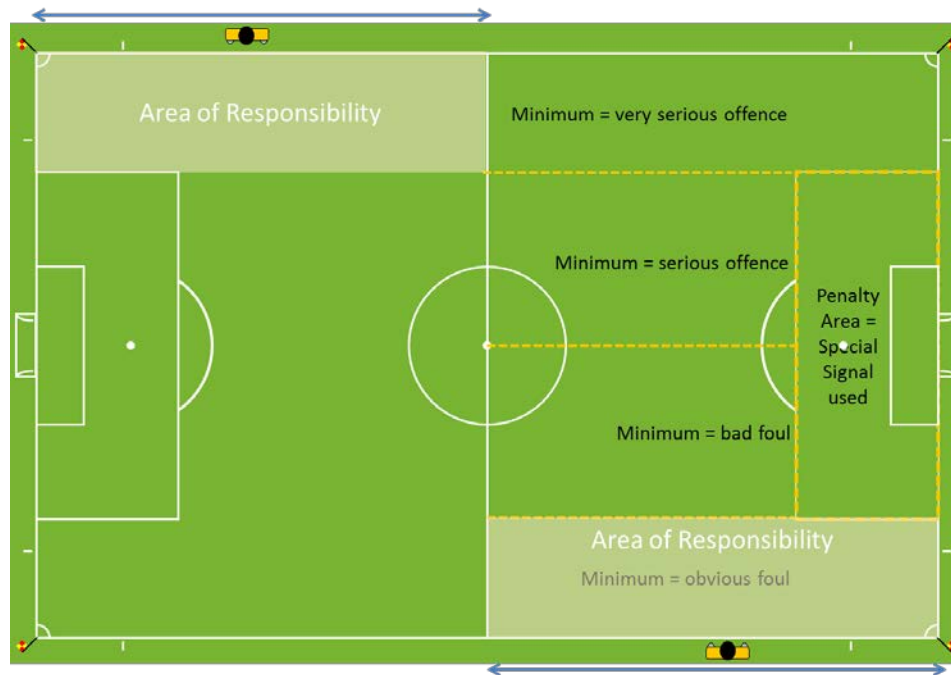 Area of Responsibility
Minimum = very serious offence
Minimum = serious offence
Penalty
Area =
Special
Signal
used
Minimum = bad foul
Area of Responsibility
Minimum = obvious foul